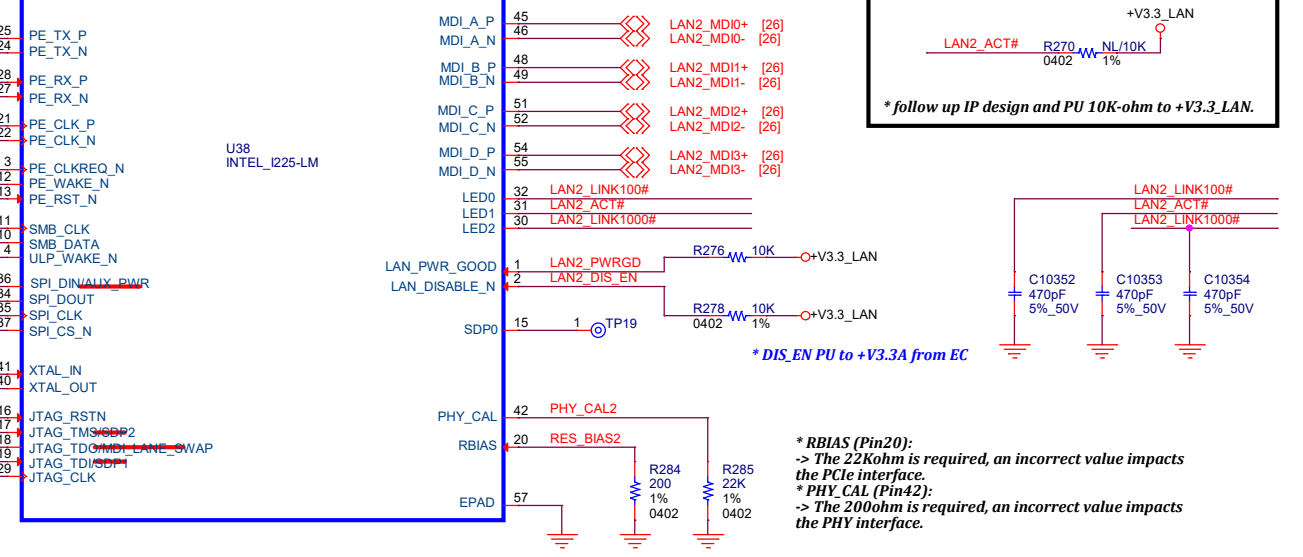 25 PE_TX_P
24 PE_TX_N
28 PE_RX_P
27 PE_RX_N
21 PE_CLK_P
22 PE_CLK_N
3 PE_CLKREQ_N
12 PE_WAKE_N
13 PE_RST_N
11 SMB_CLK
10 SMB_DATA
4 ULP_WAKE_N
36 SPI_DIN/AUX_PWR
34 SPI_DOUT
35 SPI_CLK
37 SPI_CS_N
41 XTAL_IN
40 XTAL_OUT
16 JTAG_RSTN
17 JTAG_TMS/SDP2
18 JTAG_TDO/MDI_LANE_SWAP
19 JTAG_TDI/SDP1
29 JTAG_CLK
U38
INTEL_I225-LM
MDI_A_P 45 LAN2_MDI0+ [26]
MDI_A_N 46 LAN2_MDI0- [26]
MDI_B_P 48 LAN2_MDI1+ [26]
MDI_B_N 49 LAN2_MDI1- [26]
MDI_C_P 51 LAN2_MDI2+ [26]
MDI_C_N 52 LAN2_MDI2- [26]
MDI_D_P 54 LAN2_MDI3+ [26]
MDI_D_N 55 LAN2_MDI3- [26]
LED0 32 LAN2_LINK100#
LED1 31 LAN2_ACT#
LED2 30 LAN2_LINK1000#
LAN_PWR_GOOD 1 LAN2_PWRGD
R276 10K +V3.3_LAN
LAN_DISABLE_N 2 LAN2_DIS_EN
R278 10K +V3.3_LAN
0402 1%
SDP0 15 1 TP19
* DIS_EN PU to +V3.3A from EC
PHY_CAL 42 PHY_CAL2
RBIAS 20 RES_BIAS2
R284
200
1%
0402
R285
22K
1%
0402
EPAD 57
+V3.3_LAN
LAN2_ACT# R270 NL/10K
0402 1%
* follow up IP design and PU 10K-ohm to +V3.3_LAN.
LAN2_LINK100#
LAN2_ACT#
LAN2_LINK1000#
C10352
470pF
5%_50V
C10353
470pF
5%_50V
C10354
470pF
5%_50V
* RBIAS (Pin20):
-> The 22Kohm is required, an incorrect value impacts
the PCIe interface.
* PHY_CAL (Pin42):
-> The 200ohm is required, an incorrect value impacts
the PHY interface.